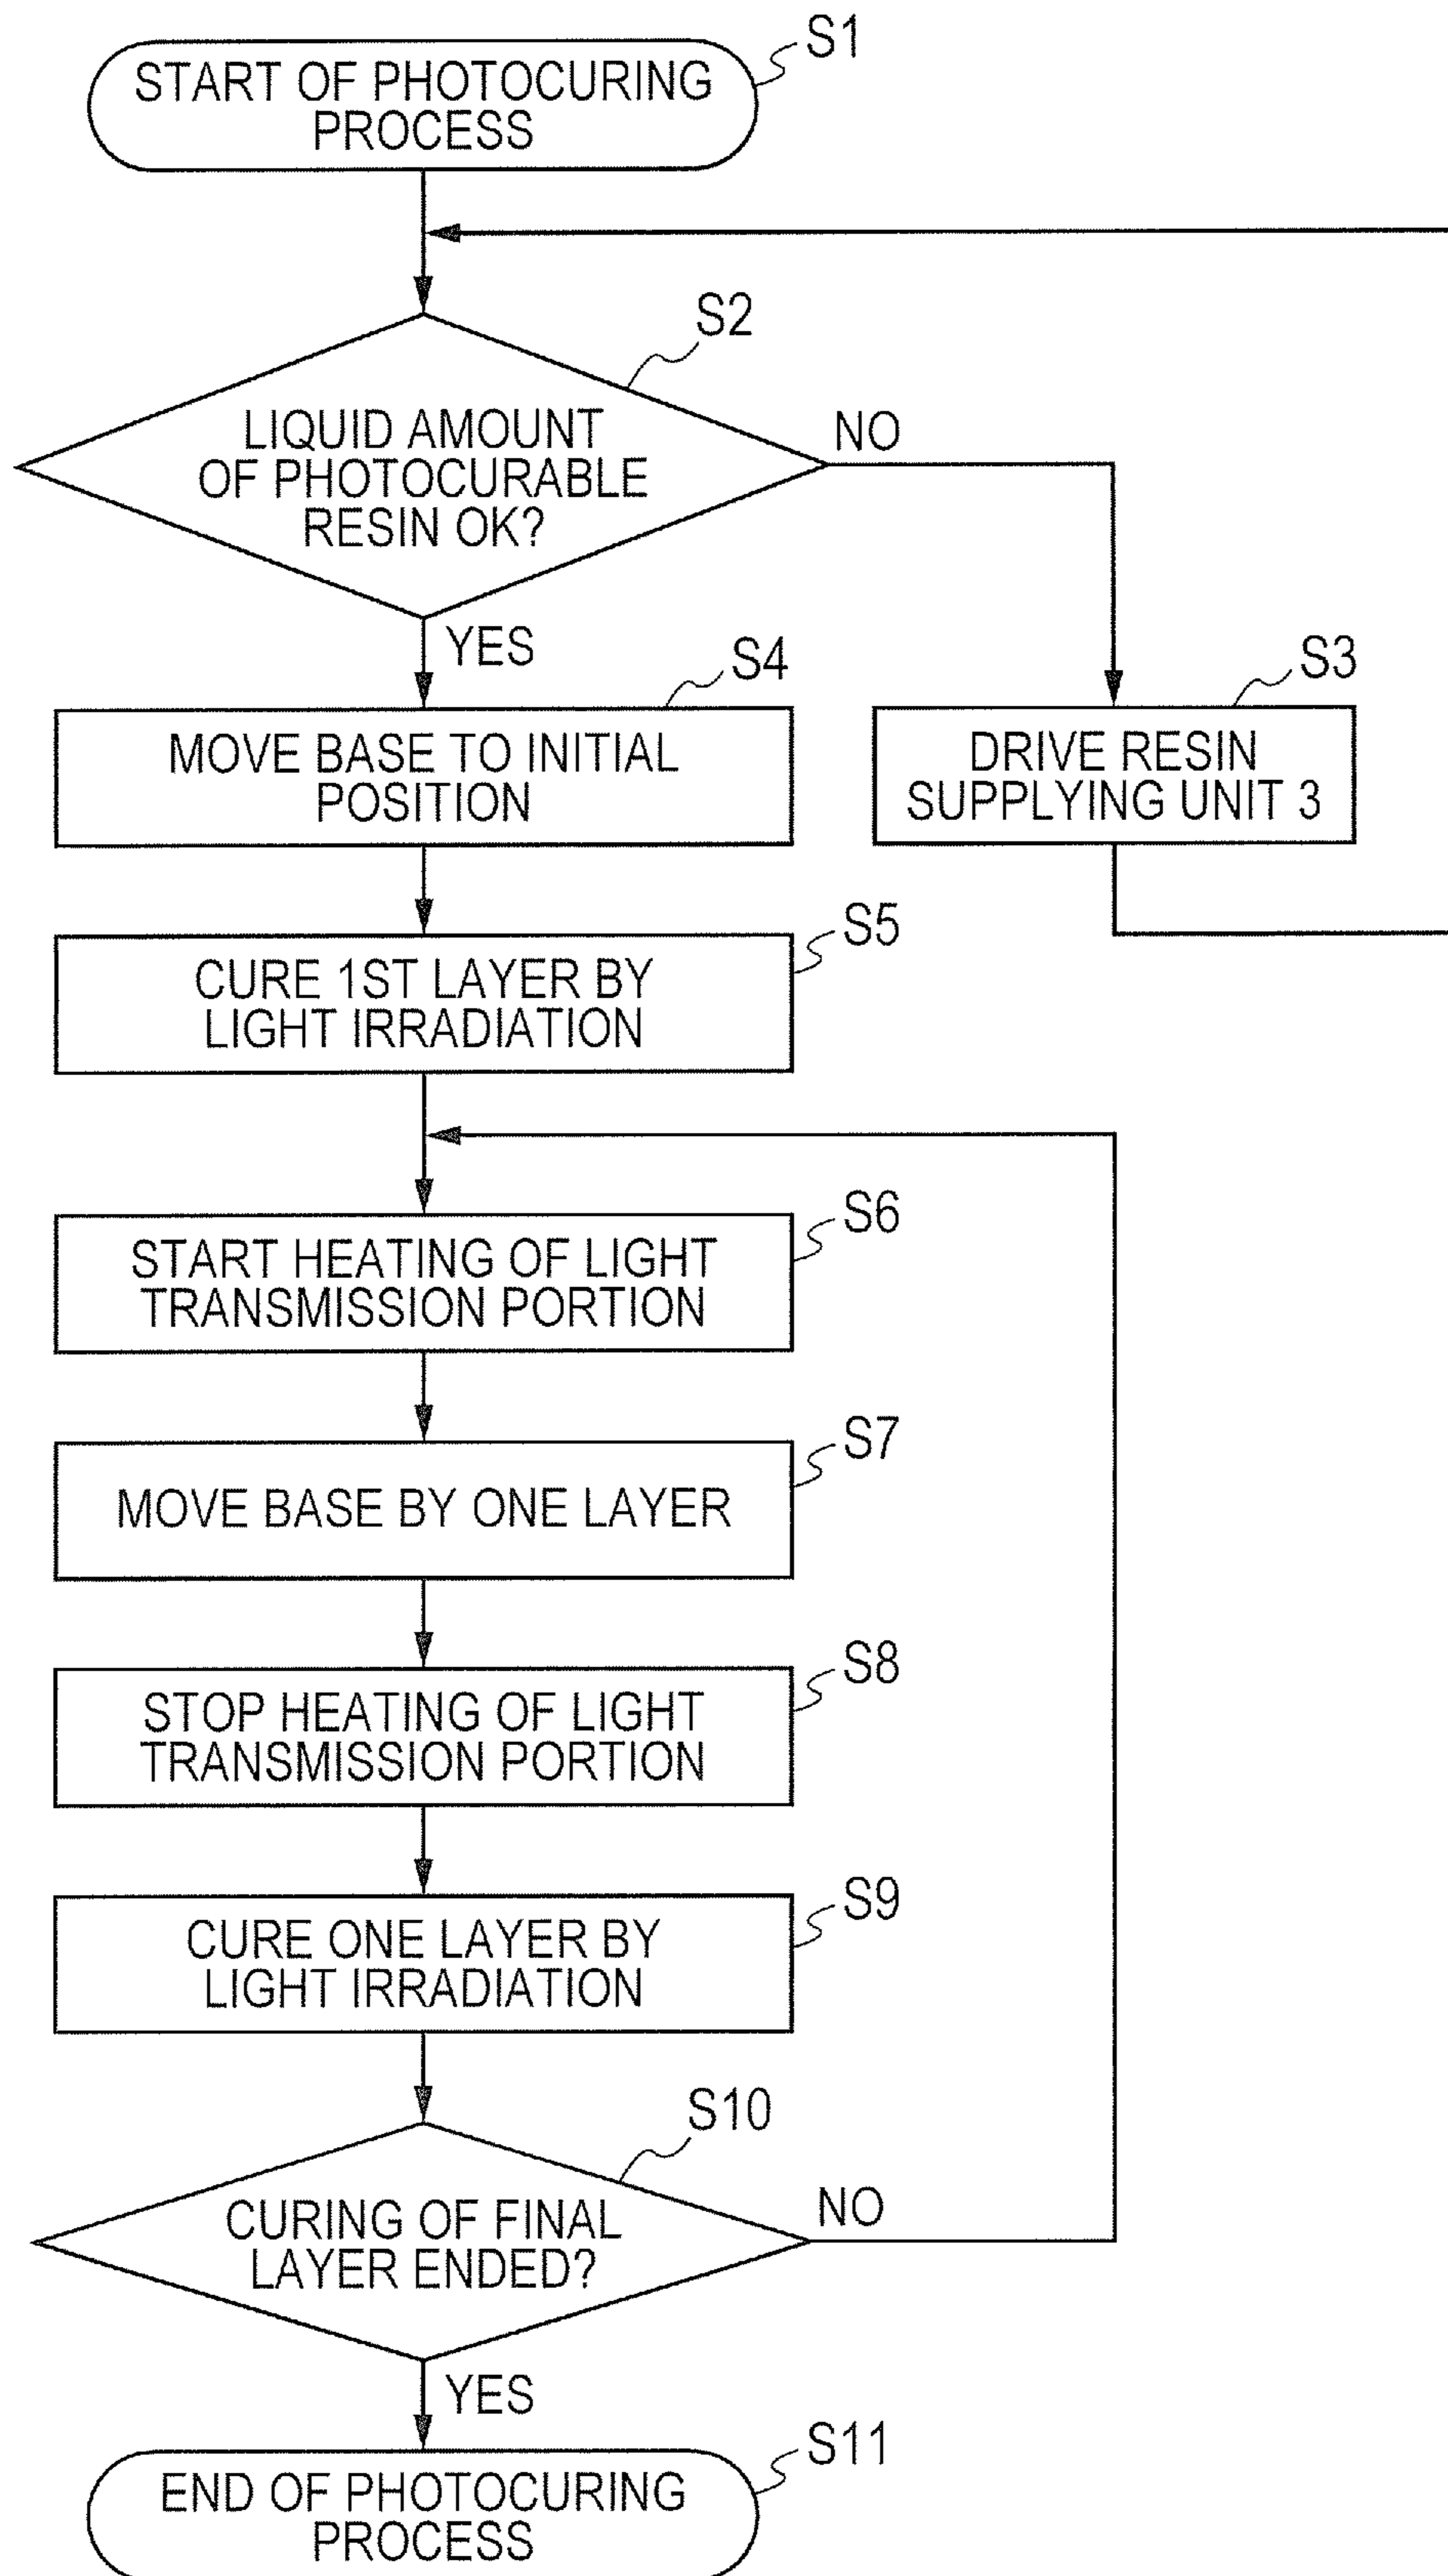 START OF PHOTOCURING
PROCESS
S1
S2
LIQUID AMOUNT
OF PHOTOCURABLE
RESIN OK?
NO
YES
S4
MOVE BASE TO INITIAL
POSITION
S3
DRIVE RESIN
SUPPLYING UNIT 3
S5
CURE 1ST LAYER BY
LIGHT IRRADIATION
S6
START HEATING OF LIGHT
TRANSMISSION PORTION
S7
MOVE BASE BY ONE LAYER
S8
STOP HEATING OF LIGHT
TRANSMISSION PORTION
S9
CURE ONE LAYER BY
LIGHT IRRADIATION
S10
CURING OF FINAL
LAYER ENDED?
NO
YES
S11
END OF PHOTOCURING
PROCESS